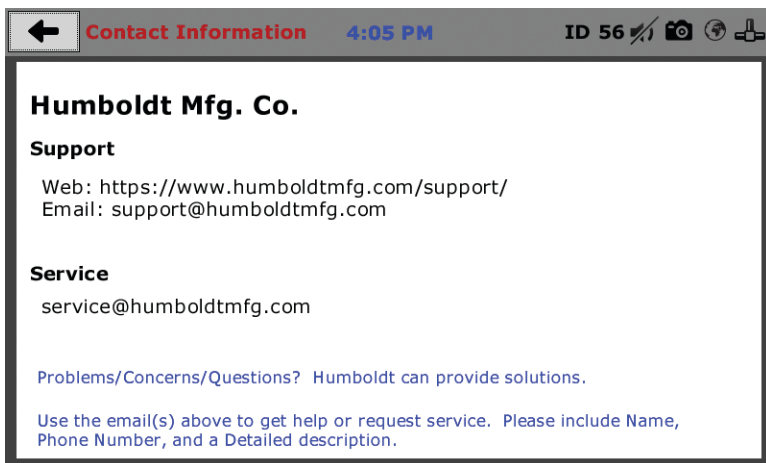 Contact Information 4:05 PM ID 56
Humboldt Mfg. Co.
Support
Web: https://www.humboldtmfg.com/support/
Email: support@humboldtmfg.com
Service
service@humboldtmfg.com
Problems/Concerns/Questions?  Humboldt can provide solutions.
Use the email(s) above to get help or request service.  Please include Name,
Phone Number, and a Detailed description.